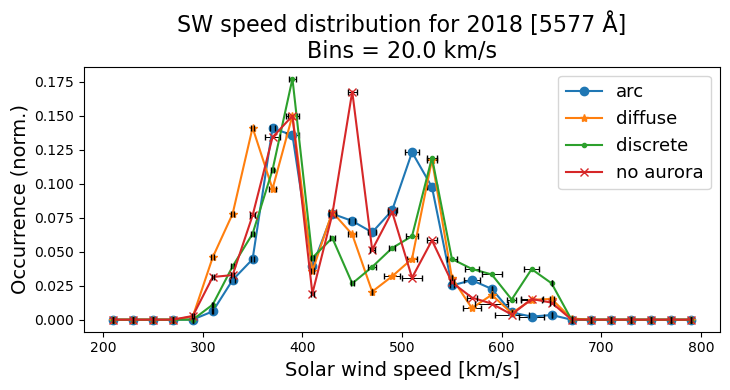 SW speed distribution for 2018 [5577 Å]
Bins = 20.0 km/s
Occurrence (norm.)
0.175
0.150
0.125
0.100
0.075
0.050
0.025
0.000
arc
diffuse
discrete
no aurora
200
300
400
500
600
700
800
Solar wind speed [km/s]